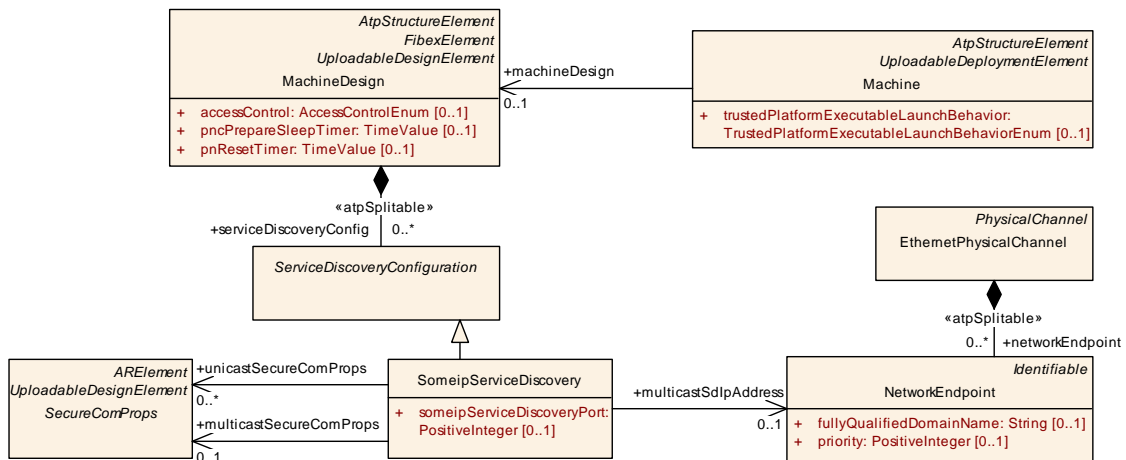 AtpStructureElement
FibexElement
UploadableDesignElement
MachineDesign
+ accessControl: AccessControlEnum [0..1]
+ pncPrepareSleepTimer: TimeValue [0..1]
+ pnResetTimer: TimeValue [0..1]
+machineDesign
0..1
AtpStructureElement
UploadableDeploymentElement
Machine
+ trustedPlatformExecutableLaunchBehavior:
TrustedPlatformExecutableLaunchBehaviorEnum [0..1]
«atpSplitable»
+serviceDiscoveryConfig 0..*
ServiceDiscoveryConfiguration
PhysicalChannel
EthernetPhysicalChannel
«atpSplitable»
0..* +networkEndpoint
ARElement
UploadableDesignElement
SecureComProps
+unicastSecureComProps
0..*
+multicastSecureComProps
0..1
SomeipServiceDiscovery
+ someipServiceDiscoveryPort:
PositiveInteger [0..1]
+multicastSdIpAddress
0..1
Identifiable
NetworkEndpoint
+ fullyQualifiedDomainName: String [0..1]
+ priority: PositiveInteger [0..1]